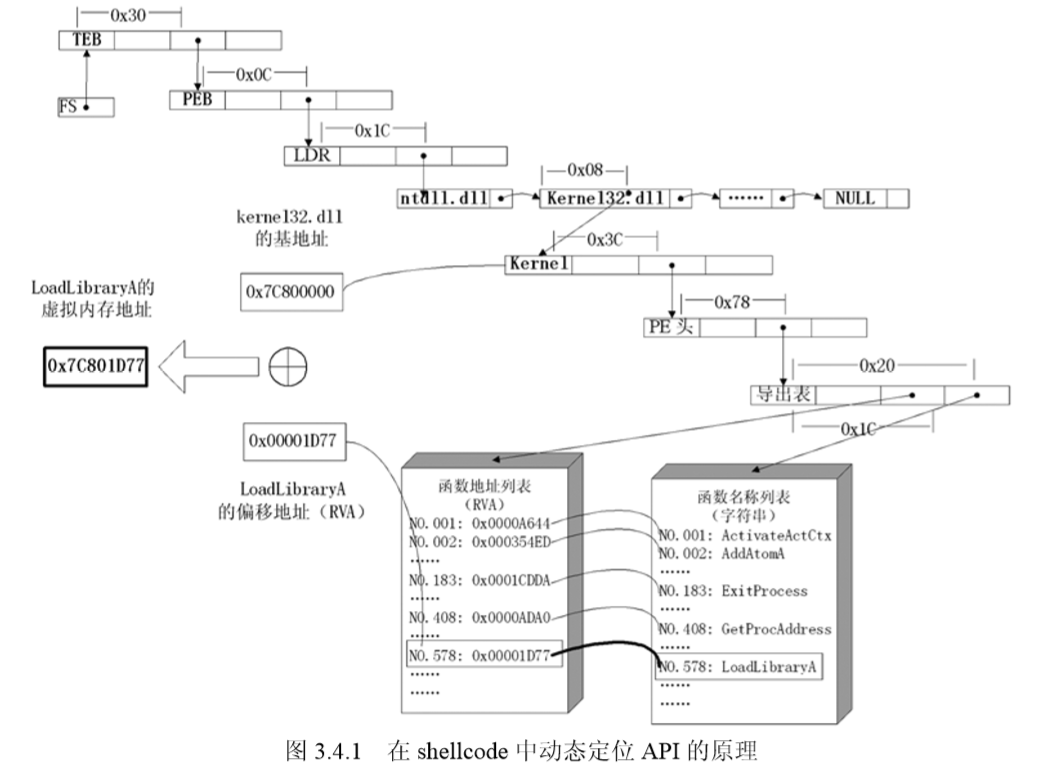 0x30
TEB
0x0C
FS
PEB
0x1C
LDR
0x08
ntdll.dll
Kernel32.dll
……
NULL
kernel32.dll
的基地址
0x3C
Kernel
LoadLibraryA的
虚拟内存地址
0x7C800000
0x78
PE 头
0x7C801D77
0x20
导出表
0x1C
0x00001D77
LoadLibraryA
的偏移地址（RVA）
函数地址列表
（RVA）
NO.001: 0x0000A644
NO.002: 0x000354ED
……
NO.183: 0x0001CDDA
……
NO.408: 0x0000ADA0
……
NO.578: 0x00001D77
……
……
函数名称列表
（字符串）
NO.001: ActivateActCtx
NO.002: AddAtomA
……
NO.183: ExitProcess
……
NO.408: GetProcAddress
……
NO.578: LoadLibraryA
……
……
图 3.4.1 在 shellcode 中动态定位 API 的原理